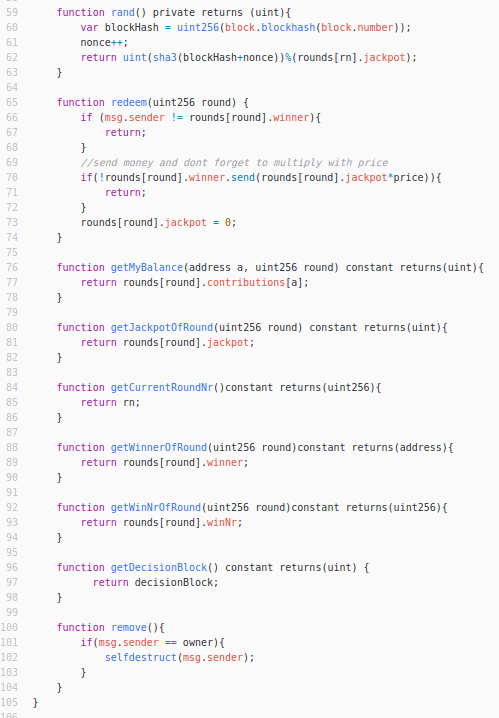 59 function rand() private returns (uint){
60 var blockHash = uint256(block.blockhash(block.number));
61 nonce++;
62 return uint(sha3(blockHash+nonce))%(rounds[rn].jackpot);
63 }
64
65 function redeem(uint256 round) {
66 if (msg.sender != rounds[round].winner){
67 return;
68 }
69 //send money and dont forget to multiply with price
70 if(!rounds[round].winner.send(rounds[round].jackpot*price)){
71 return;
72 }
73 rounds[round].jackpot = 0;
74 }
75
76 function getMyBalance(address a, uint256 round) constant returns(uint){
77 return rounds[round].contributions[a];
78 }
79
80 function getJackpotOfRound(uint256 round) constant returns(uint){
81 return rounds[round].jackpot;
82 }
83
84 function getCurrentRoundNr()constant returns(uint256){
85 return rn;
86 }
87
88 function getWinnerOfRound(uint256 round)constant returns(address){
89 return rounds[round].winner;
90 }
91
92 function getWinNrOfRound(uint256 round)constant returns(uint256){
93 return rounds[round].winNr;
94 }
95
96 function getDecisionBlock() constant returns(uint) {
97 return decisionBlock;
98 }
99
100 function remove(){
101 if(msg.sender == owner){
102 selfdestruct(msg.sender);
103 }
104 }
105 }